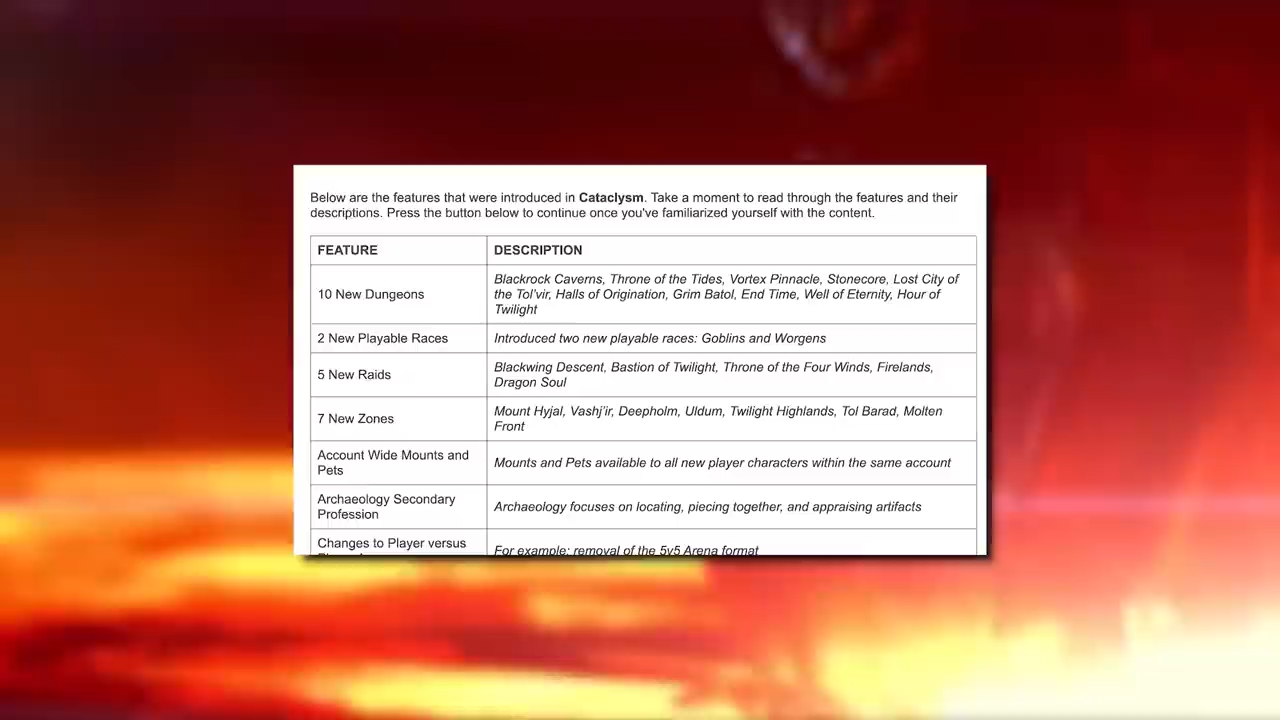 Below are the features that were introduced in Cataclysm. Take a moment to read through the features and their
descriptions. Press the button below to continue once you've familiarized yourself with the content.
FEATURE DESCRIPTION
10 New Dungeons
Blackrock Caverns, Throne of the Tides, Vortex Pinnacle, Stonecore, Lost City of
the Tol'vir, Halls of Origination, Grim Batol, End Time, Well of Eternity, Hour of
Twilight
2 New Playable Races
Introduced two new playable races: Goblins and Worgens
5 New Raids
Blackwing Descent, Bastion of Twilight, Throne of the Four Winds, Firelands,
Dragon Soul
7 New Zones
Mount Hyjal, Vashj'ir, Deepholm, Uldum, Twilight Highlands, Tol Barad, Molten
Front
Account Wide Mounts and
Pets
Mounts and Pets available to all new player characters within the same account
Archaeology Secondary
Profession
Archaeology focuses on locating, piecing together, and appraising artifacts
Changes to Player versus
For example: removal of the 5v5 Arena format